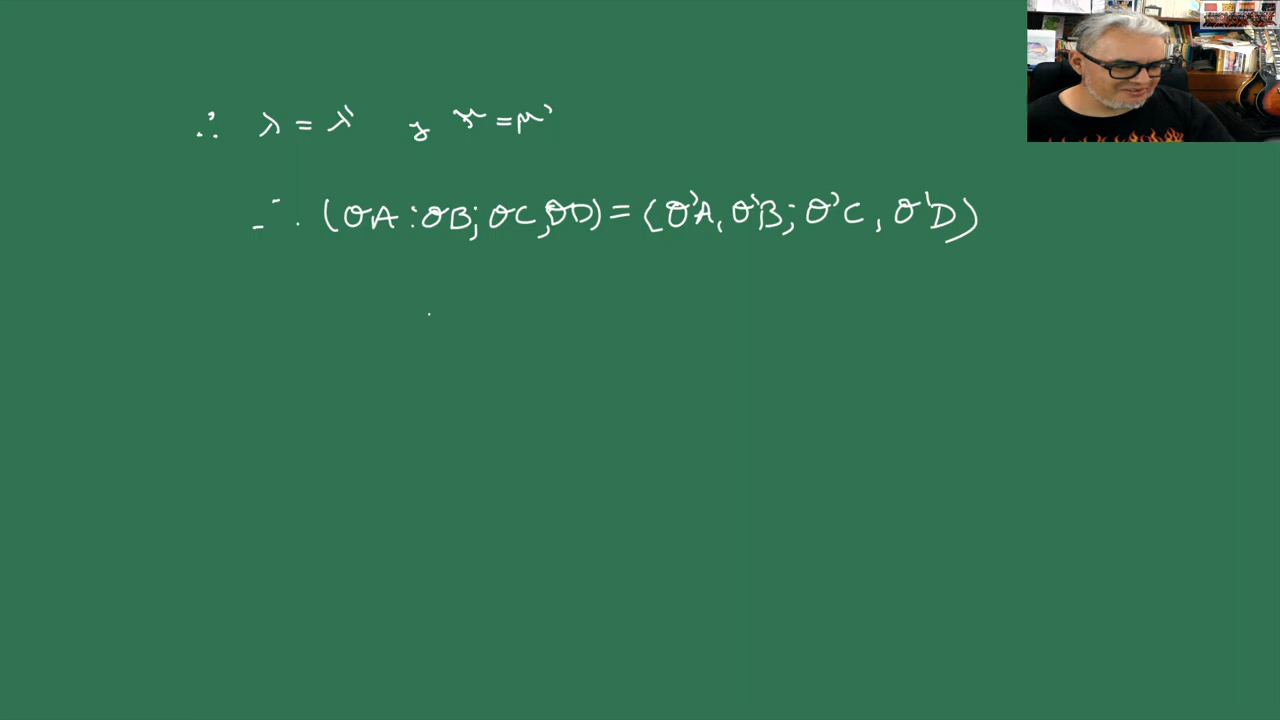 ∴ λ = λ' y μ = μ'
∴ (OA : OB; OC, OD) = (O'A, O'B; O'C, O'D)